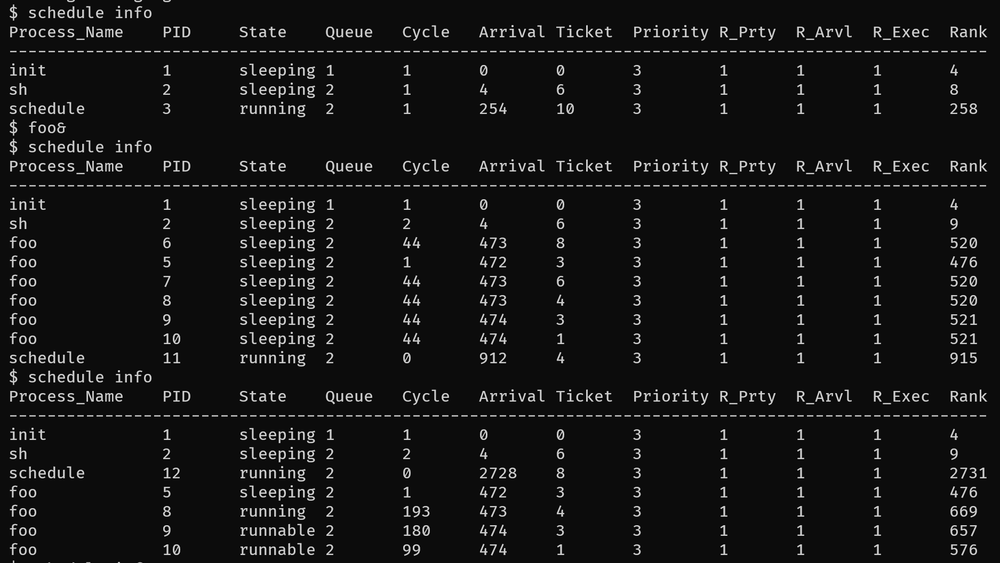 $ schedule info
Process_Name PID State Queue Cycle Arrival Ticket Priority R_Prty R_Arvl R_Exec Rank
------------------------------------------------------------------------------------------------------
init 1 sleeping 1 1 0 0 3 1 1 1 4
sh 2 sleeping 2 1 4 6 3 1 1 1 8
schedule 3 running 2 1 254 10 3 1 1 1 258
$ foo&
$ schedule info
Process_Name PID State Queue Cycle Arrival Ticket Priority R_Prty R_Arvl R_Exec Rank
------------------------------------------------------------------------------------------------------
init 1 sleeping 1 1 0 0 3 1 1 1 4
sh 2 sleeping 2 2 4 6 3 1 1 1 9
foo 6 sleeping 2 44 473 8 3 1 1 1 520
foo 5 sleeping 2 1 472 3 3 1 1 1 476
foo 7 sleeping 2 44 473 6 3 1 1 1 520
foo 8 sleeping 2 44 473 4 3 1 1 1 520
foo 9 sleeping 2 44 474 3 3 1 1 1 521
foo 10 sleeping 2 44 474 1 3 1 1 1 521
schedule 11 running 2 0 912 4 3 1 1 1 915
$ schedule info
Process_Name PID State Queue Cycle Arrival Ticket Priority R_Prty R_Arvl R_Exec Rank
------------------------------------------------------------------------------------------------------
init 1 sleeping 1 1 0 0 3 1 1 1 4
sh 2 sleeping 2 2 4 6 3 1 1 1 9
schedule 12 running 2 0 2728 8 3 1 1 1 2731
foo 5 sleeping 2 1 472 3 3 1 1 1 476
foo 8 running 2 193 473 4 3 1 1 1 669
foo 9 runnable 2 180 474 3 3 1 1 1 657
foo 10 runnable 2 99 474 1 3 1 1 1 576